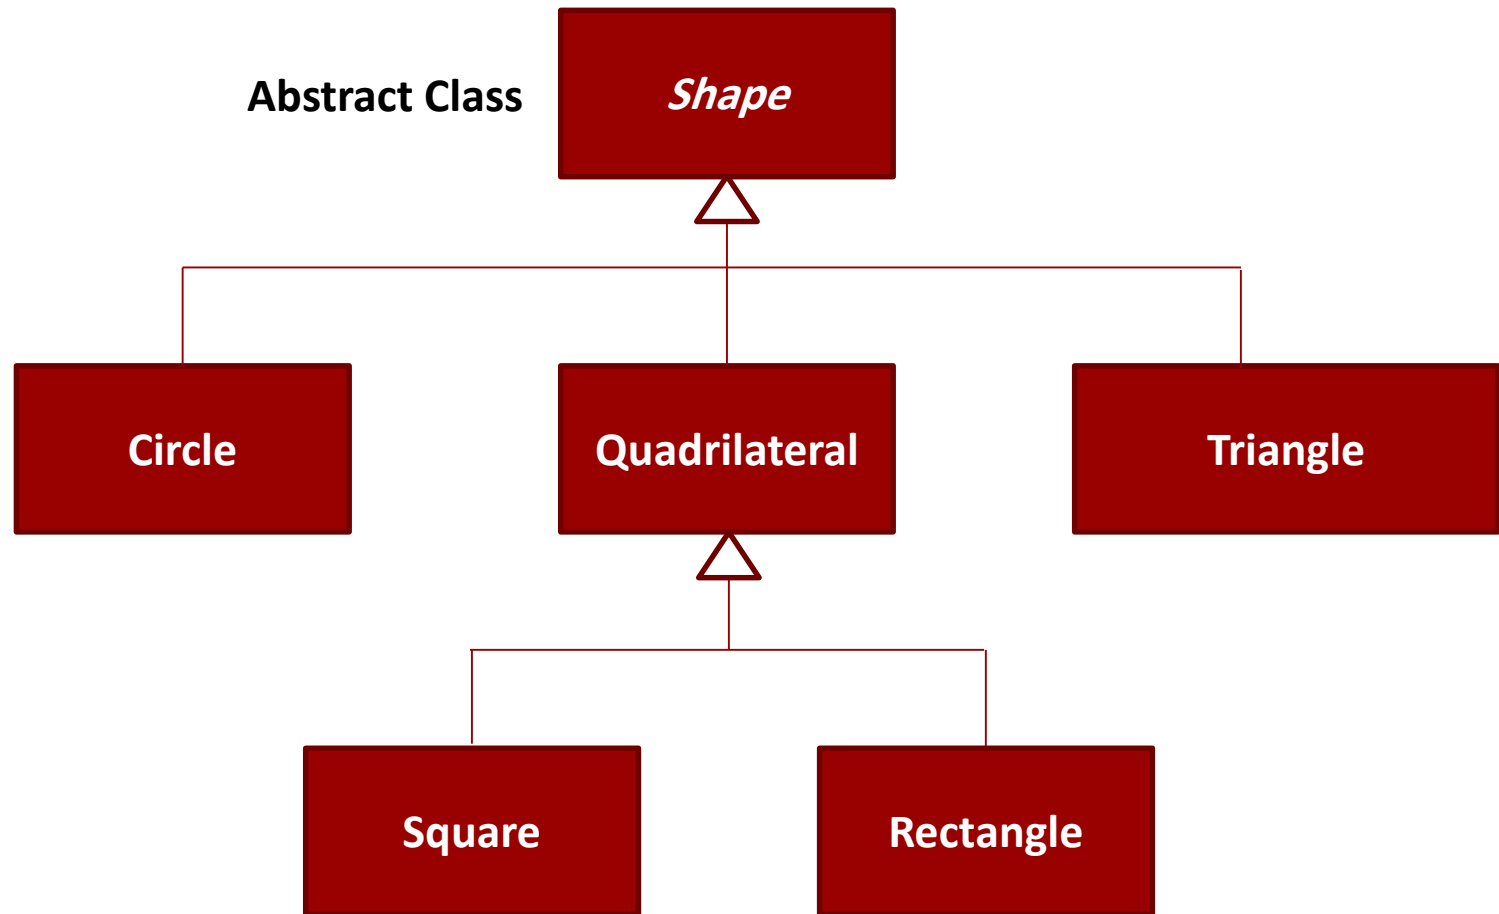 Abstract Class
Shape
Circle
Quadrilateral
Triangle
Square
Rectangle